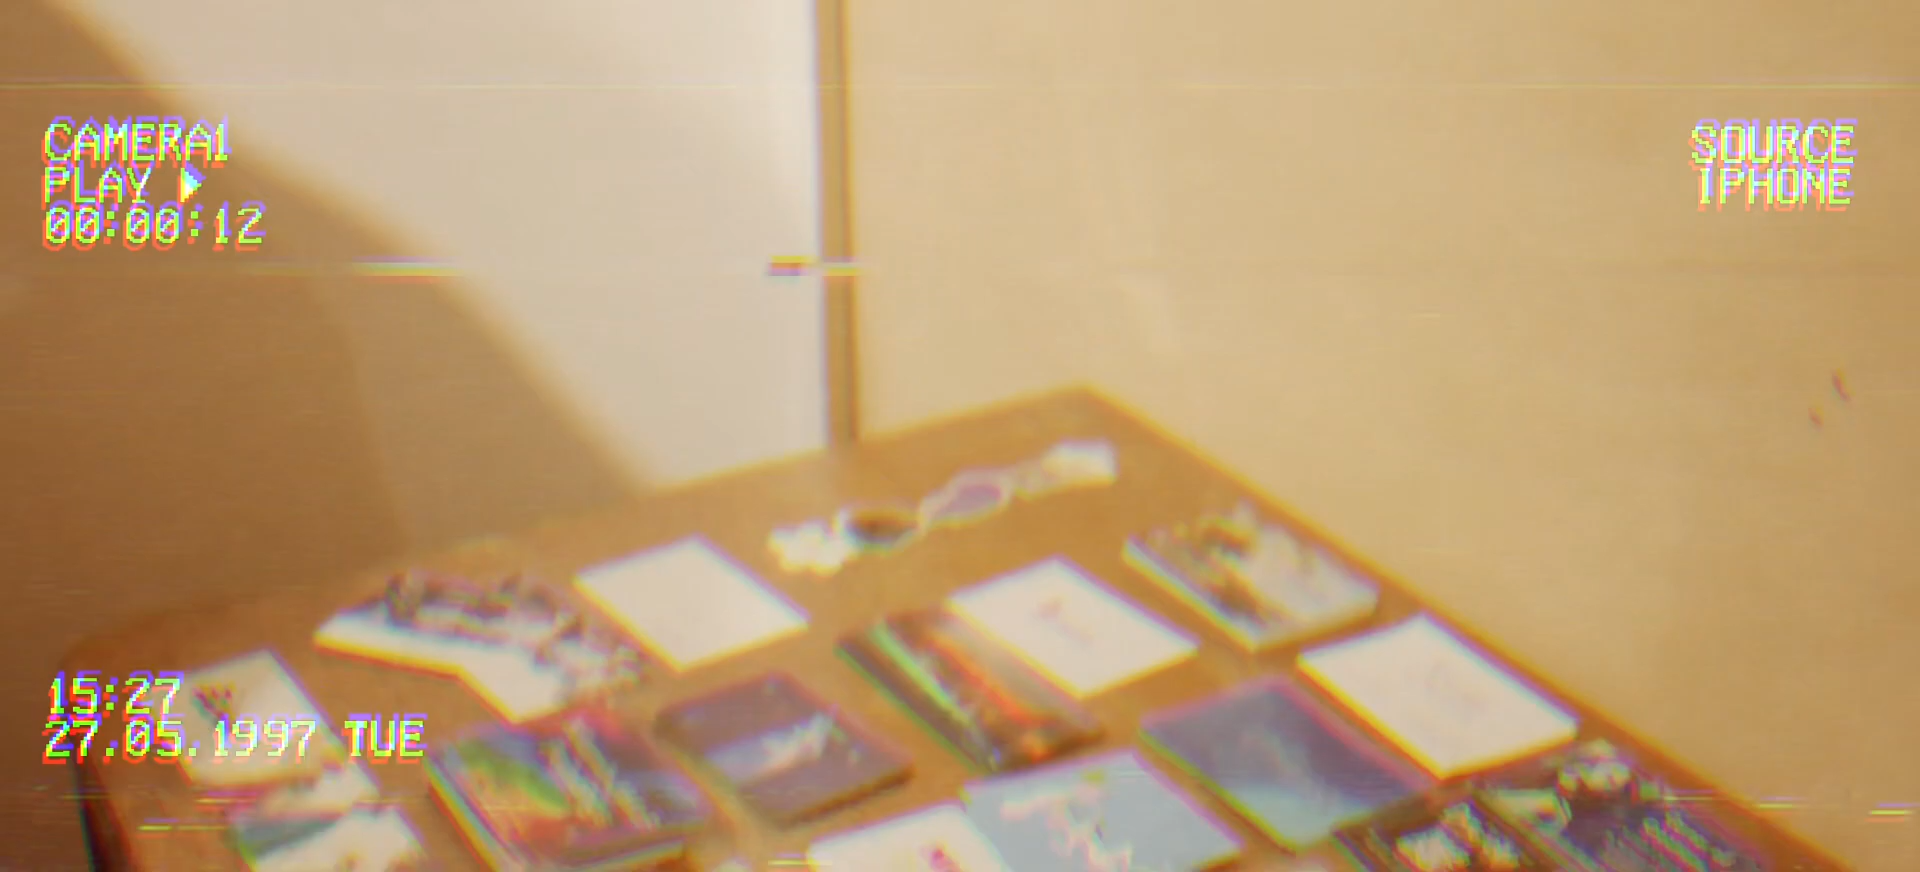 CAMERA1
PLAY
00:00:12
SOURCE
IPHONE
15:27
27.05.1997 TUE